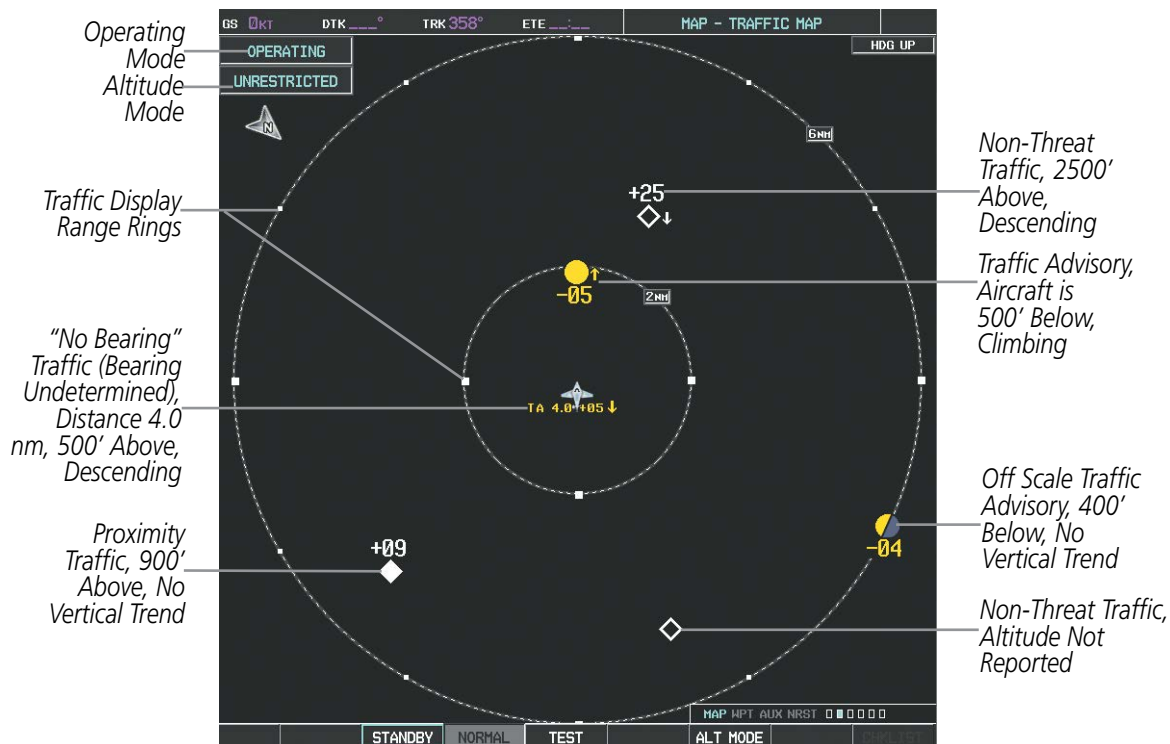 GS 0KT DTK ___° TRK 358° ETE __:__ MAP – TRAFFIC MAP
OPERATING
HDG UP
UNRESTRICTED
N
6NM
+25
-05
2NM
TA 4.0 +05
+09
-04
MAP WPT AUX NRST
STANDBY NORMAL TEST ALT MODE CHKLIST
Operating
Mode
Altitude
Mode
Traffic Display
Range Rings
“No Bearing”
Traffic (Bearing
Undetermined),
Distance 4.0
nm, 500’ Above,
Descending
Proximity
Traffic, 900’
Above, No
Vertical Trend
Non-Threat
Traffic, 2500’
Above,
Descending
Traffic Advisory,
Aircraft is
500’ Below,
Climbing
Off Scale Traffic
Advisory, 400’
Below, No
Vertical Trend
Non-Threat Traffic,
Altitude Not
Reported